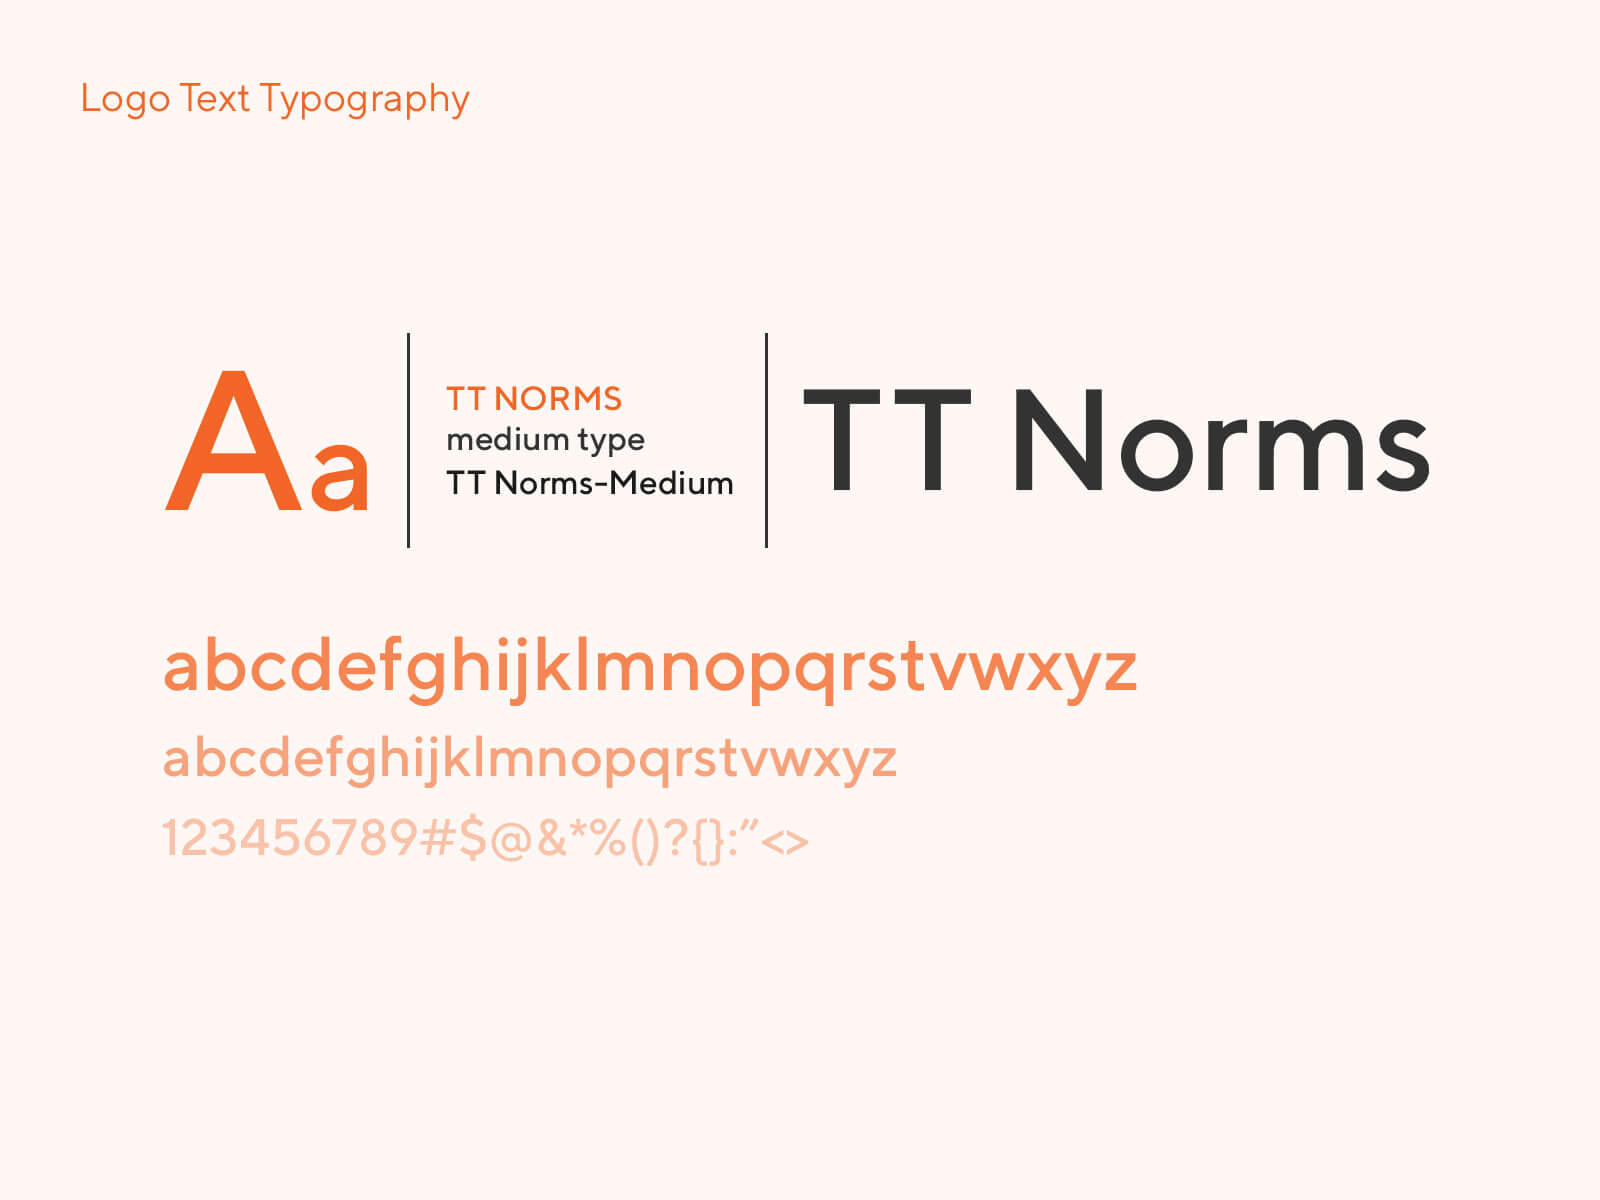 Logo Text Typography
Aa
TT NORMS
medium type
TT Norms-Medium
TT Norms
abcdefghijklmnopqrstvwxyz
abcdefghijklmnopqrstvwxyz
123456789#$@&*%()?{}:”<>